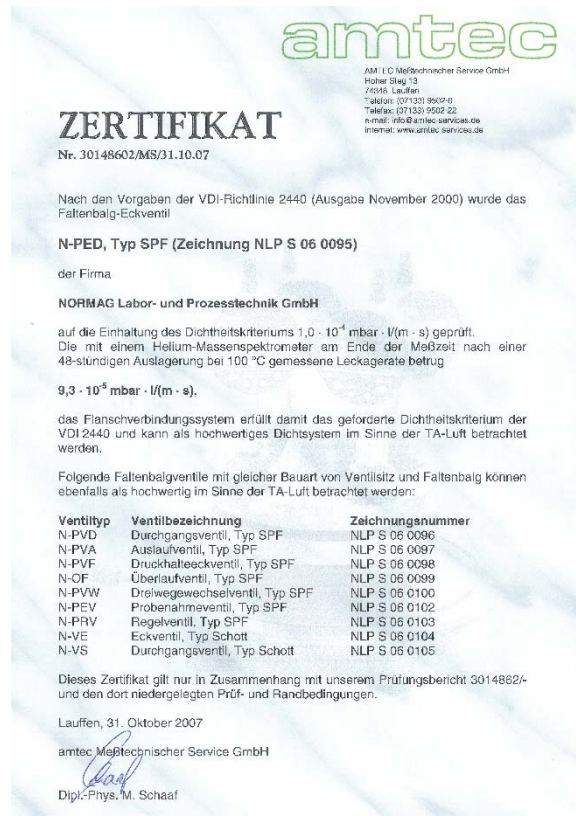 amtec
AMTEC Meßtechnischer Service GmbH
Hoher Steg 13
74348 Lauffen
Telefon: (07133) 9502-0
Telefax: (07133) 9502-22
e-mail: info@amtec-services.de
Internet: www.amtec-services.de
ZERTIFIKAT
Nr. 30148602/MS/31.10.07
Nach den Vorgaben der VDI-Richtlinie 2440 (Ausgabe November 2000) wurde das
Faltenbalg-Eckventil
N-PED, Typ SPF (Zeichnung NLP S 06 0095)
der Firma
NORMAG Labor- und Prozesstechnik GmbH
auf die Einhaltung des Dichtheitskriteriums 1,0 · 10⁻⁴ mbar · l/(m · s) geprüft.
Die mit einem Helium-Massenspektrometer am Ende der Meßzeit nach einer
48-stündigen Auslagerung bei 100 °C gemessene Leckagerate betrug
9,3 · 10⁻⁵ mbar · l/(m · s).
das Flanschverbindungssystem erfüllt damit das geforderte Dichtheitskriterium der
VDI 2440 und kann als hochwertiges Dichtsystem im Sinne der TA-Luft betrachtet
werden.
Folgende Faltenbalgventile mit gleicher Bauart von Ventilsitz und Faltenbalg können
ebenfalls als hochwertig im Sinne der TA-Luft betrachtet werden:
Ventiltyp Ventilbezeichnung Zeichnungsnummer
N-PVD Durchgangsventil, Typ SPF NLP S 06 0096
N-PVA Auslaufventil, Typ SPF NLP S 06 0097
N-PVF Druckhalteeckventil, Typ SPF NLP S 06 0098
N-OF Überlaufventil, Typ SPF NLP S 06 0099
N-PVW Dreiwegewechselventil, Typ SPF NLP S 06 0100
N-PEV Probenahmeventil, Typ SPF NLP S 06 0102
N-PRV Regelventil, Typ SPF NLP S 06 0103
N-VE Eckventil, Typ Schott NLP S 06 0104
N-VS Durchgangsventil, Typ Schott NLP S 06 0105
Dieses Zertifikat gilt nur in Zusammenhang mit unserem Prüfungsbericht 3014862/-
und den dort niedergelegten Prüf- und Randbedingungen.
Lauffen, 31. Oktober 2007
amtec Meßtechnischer Service GmbH
Dipl.-Phys. M. Schaaf